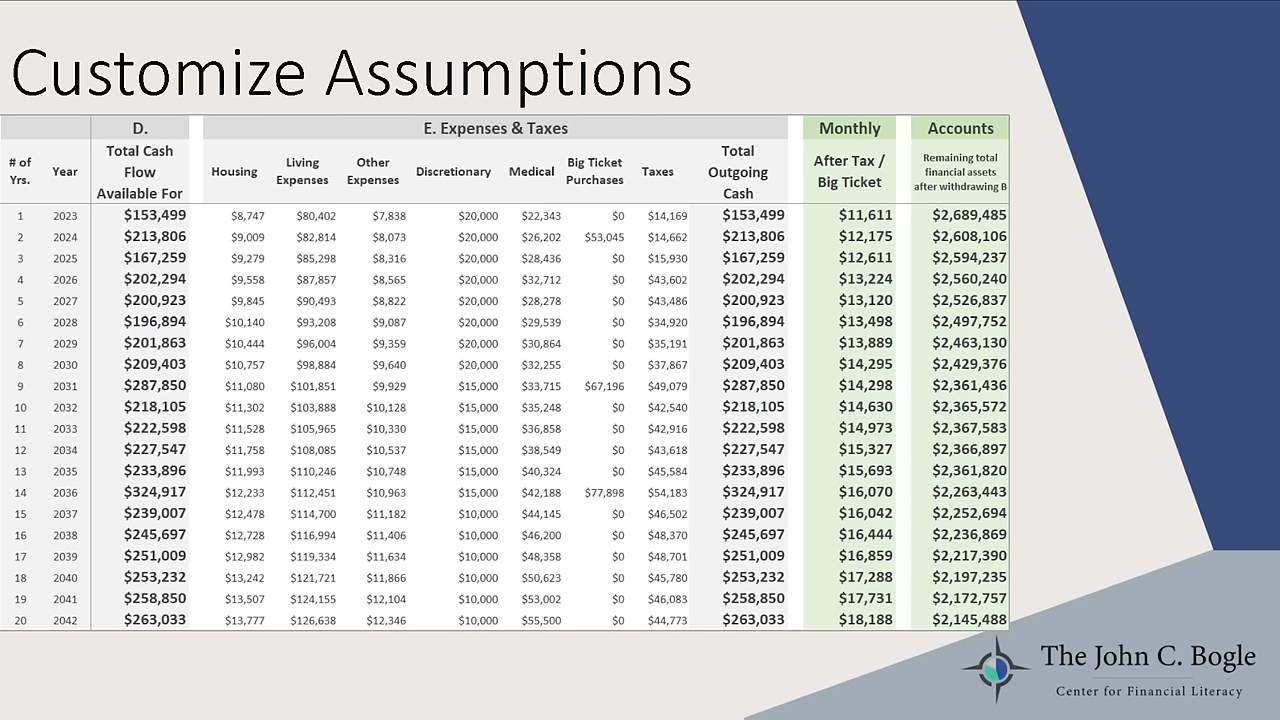 Customize Assumptions
D. E. Expenses & Taxes Monthly Accounts
# of Yrs. Year Total Cash Flow Available For Housing Living Expenses Other Expenses Discretionary Medical Big Ticket Purchases Taxes Total Outgoing Cash After Tax / Big Ticket Remaining total financial assets after withdrawing B
1 2023 $153,499 $8,747 $80,402 $7,838 $20,000 $22,343 $0 $14,169 $153,499 $11,611 $2,689,485
2 2024 $213,806 $9,009 $82,814 $8,073 $20,000 $26,202 $53,045 $14,662 $213,806 $12,175 $2,608,106
3 2025 $167,259 $9,279 $85,298 $8,316 $20,000 $28,436 $0 $15,930 $167,259 $12,611 $2,594,237
4 2026 $202,294 $9,558 $87,857 $8,565 $20,000 $32,712 $0 $43,602 $202,294 $13,224 $2,560,240
5 2027 $200,923 $9,845 $90,493 $8,822 $20,000 $28,278 $0 $43,486 $200,923 $13,120 $2,526,837
6 2028 $196,894 $10,140 $93,208 $9,087 $20,000 $29,539 $0 $34,920 $196,894 $13,498 $2,497,752
7 2029 $201,863 $10,444 $96,004 $9,359 $20,000 $30,864 $0 $35,191 $201,863 $13,889 $2,463,130
8 2030 $209,403 $10,757 $98,884 $9,640 $20,000 $32,255 $0 $37,867 $209,403 $14,295 $2,429,376
9 2031 $287,850 $11,080 $101,851 $9,929 $15,000 $33,715 $67,196 $49,079 $287,850 $14,298 $2,361,436
10 2032 $218,105 $11,302 $103,888 $10,128 $15,000 $35,248 $0 $42,540 $218,105 $14,630 $2,365,572
11 2033 $222,598 $11,528 $105,965 $10,330 $15,000 $36,858 $0 $42,916 $222,598 $14,973 $2,367,583
12 2034 $227,547 $11,758 $108,085 $10,537 $15,000 $38,549 $0 $43,618 $227,547 $15,327 $2,366,897
13 2035 $233,896 $11,993 $110,246 $10,748 $15,000 $40,324 $0 $45,584 $233,896 $15,693 $2,361,820
14 2036 $324,917 $12,233 $112,451 $10,963 $15,000 $42,188 $77,898 $54,183 $324,917 $16,070 $2,263,443
15 2037 $239,007 $12,478 $114,700 $11,182 $10,000 $44,145 $0 $46,502 $239,007 $16,042 $2,252,694
16 2038 $245,697 $12,728 $116,994 $11,406 $10,000 $46,200 $0 $48,370 $245,697 $16,444 $2,236,869
17 2039 $251,009 $12,982 $119,334 $11,634 $10,000 $48,358 $0 $48,701 $251,009 $16,859 $2,217,390
18 2040 $253,232 $13,242 $121,721 $11,866 $10,000 $50,623 $0 $45,780 $253,232 $17,288 $2,197,235
19 2041 $258,850 $13,507 $124,155 $12,104 $10,000 $53,002 $0 $46,083 $258,850 $17,731 $2,172,757
20 2042 $263,033 $13,777 $126,638 $12,346 $10,000 $55,500 $0 $44,773 $263,033 $18,188 $2,145,488
The John C. Bogle
Center for Financial Literacy